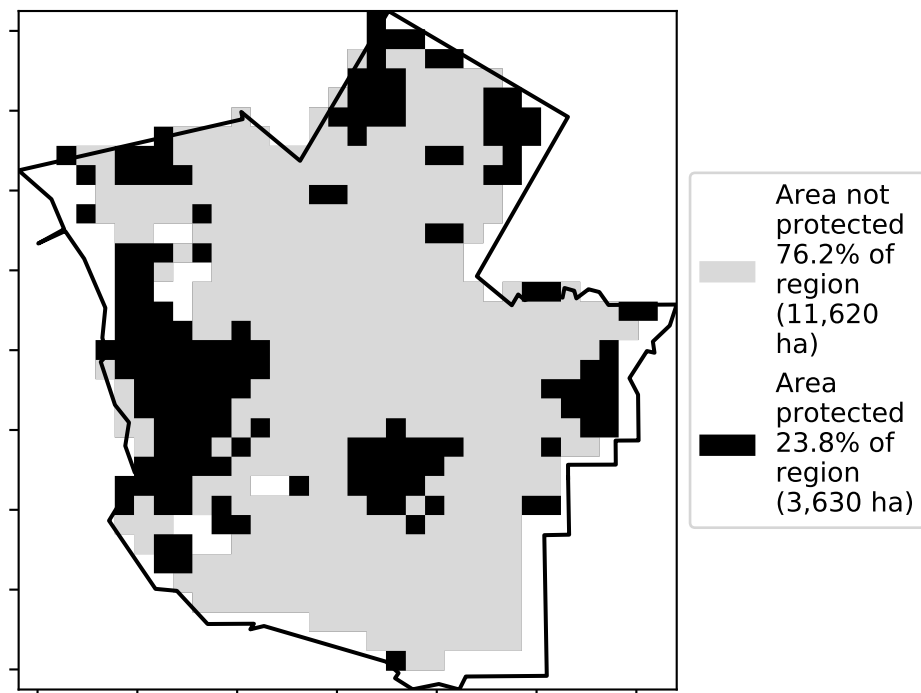 Area not
protected
76.2% of
region
(11,620
ha)
Area
protected
23.8% of
region
(3,630 ha)